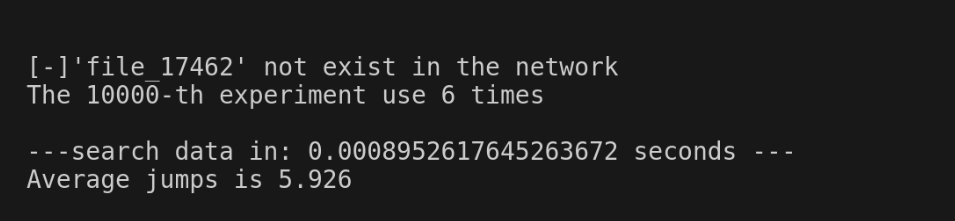 [-]'file_17462' not exist in the network
The 10000-th experiment use 6 times
---search data in: 0.0008952617645263672 seconds ---
Average jumps is 5.926